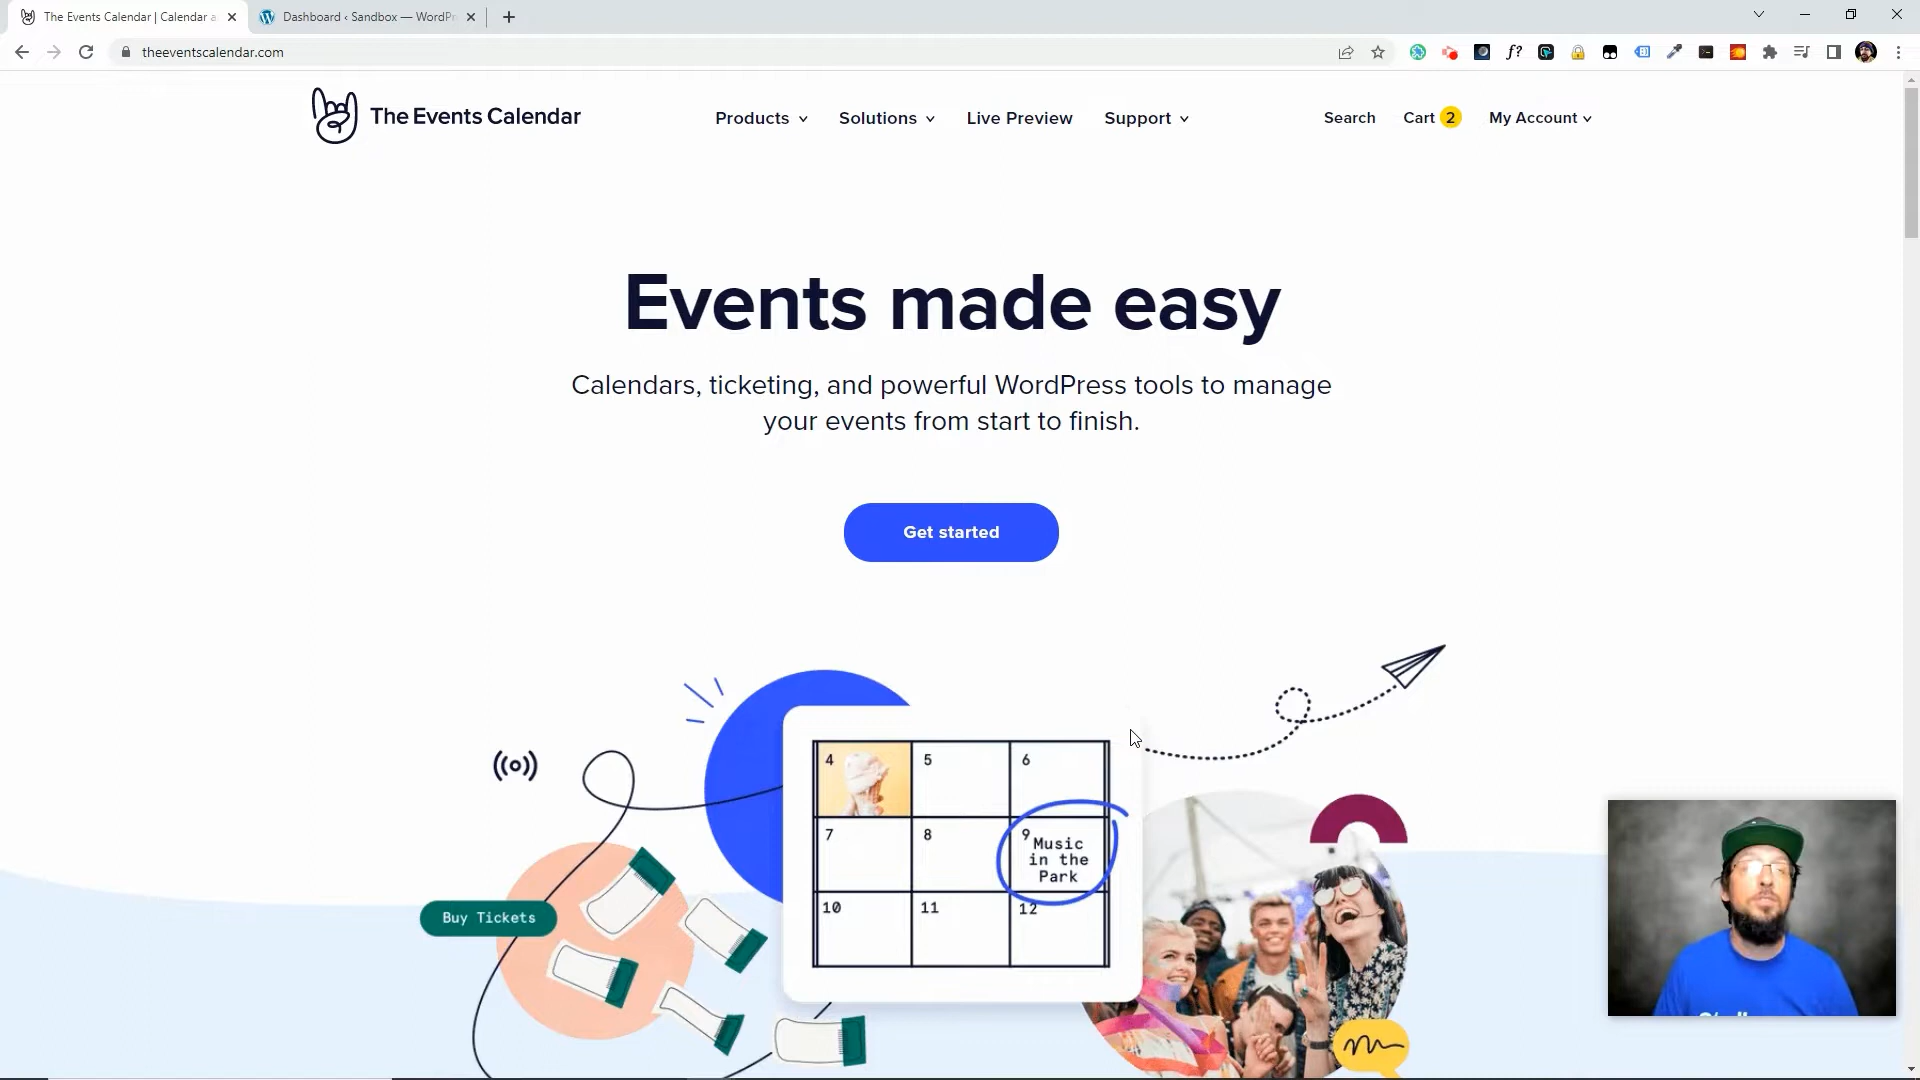 The Events Calendar | Calendar a
Dashboard ‹ Sandbox — WordPr
theeventscalendar.com
f?
The Events Calendar
Products
Solutions
Live Preview
Support
Search
Cart 2
My Account
Events made easy
Calendars, ticketing, and powerful WordPress tools to manage
your events from start to finish.
Get started
4
5
6
7
8
9
Music
in the
Park
10
11
12
Buy Tickets